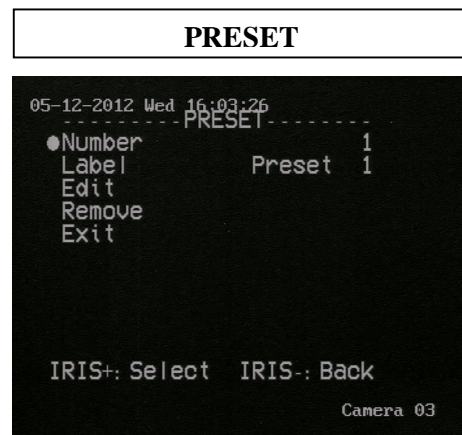 PRESET
05-12-2012 Wed 16:03:26
---------PRESET--------
●Number 1
Label Preset 1
Edit
Remove
Exit
IRIS+: Select IRIS-: Back
Camera 03